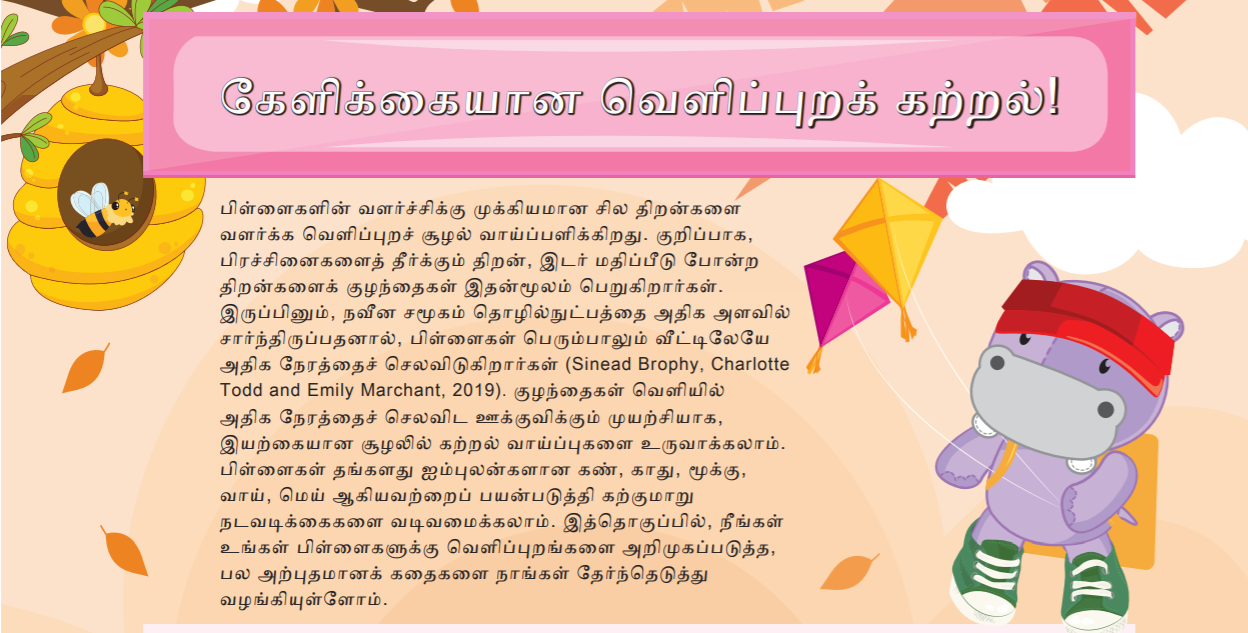 கேளிக்கையான வெளிப்புறக் கற்றல்!
பிள்ளைகளின் வளர்ச்சிக்கு முக்கியமான சில திறன்களை
வளர்க்க வெளிப்புறச் சூழல் வாய்ப்பளிக்கிறது. குறிப்பாக,
பிரச்சினைகளைத் தீர்க்கும் திறன், இடர் மதிப்பீடு போன்ற
திறன்களைக் குழந்தைகள் இதன்மூலம் பெறுகிறார்கள்.
இருப்பினும், நவீன சமூகம் தொழில்நுட்பத்தை அதிக அளவில்
சார்ந்திருப்பதனால், பிள்ளைகள் பெரும்பாலும் வீட்டிலேயே
அதிக நேரத்தைச் செலவிடுகிறார்கள் (Sinead Brophy, Charlotte
Todd and Emily Marchant, 2019). குழந்தைகள் வெளியில்
அதிக நேரத்தைச் செலவிட ஊக்குவிக்கும் முயற்சியாக,
இயற்கையான சூழலில் கற்றல் வாய்ப்புகளை உருவாக்கலாம்.
பிள்ளைகள் தங்களது ஐம்புலன்களான கண், காது, மூக்கு,
வாய், மெய் ஆகியவற்றைப் பயன்படுத்தி கற்குமாறு
நடவடிக்கைகளை வடிவமைக்கலாம். இத்தொகுப்பில், நீங்கள்
உங்கள் பிள்ளைகளுக்கு வெளிப்புறங்களை அறிமுகப்படுத்த,
பல அற்புதமானக் கதைகளை நாங்கள் தேர்ந்தெடுத்து
வழங்கியுள்ளோம்.